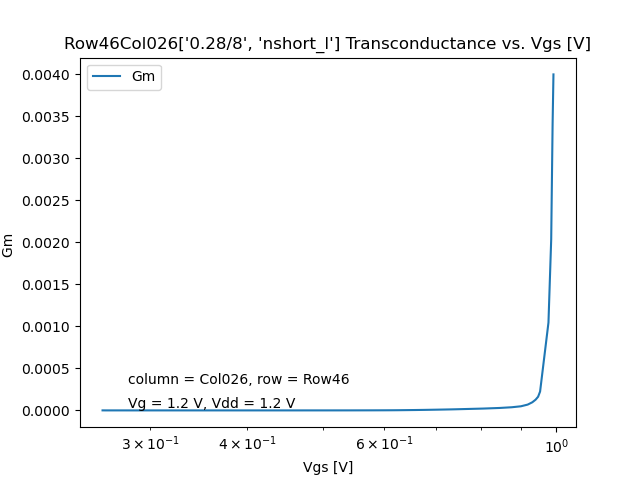 Row46Col026['0.28/8', 'nshort_l'] Transconductance vs. Vgs [V]
Gm
0.0040
0.0035
0.0030
0.0025
0.0020
0.0015
0.0010
0.0005
0.0000
Gm
column = Col026, row = Row46
Vg = 1.2 V, Vdd = 1.2 V
3 × 10⁻¹
4 × 10⁻¹
6 × 10⁻¹
10⁰
Vgs [V]